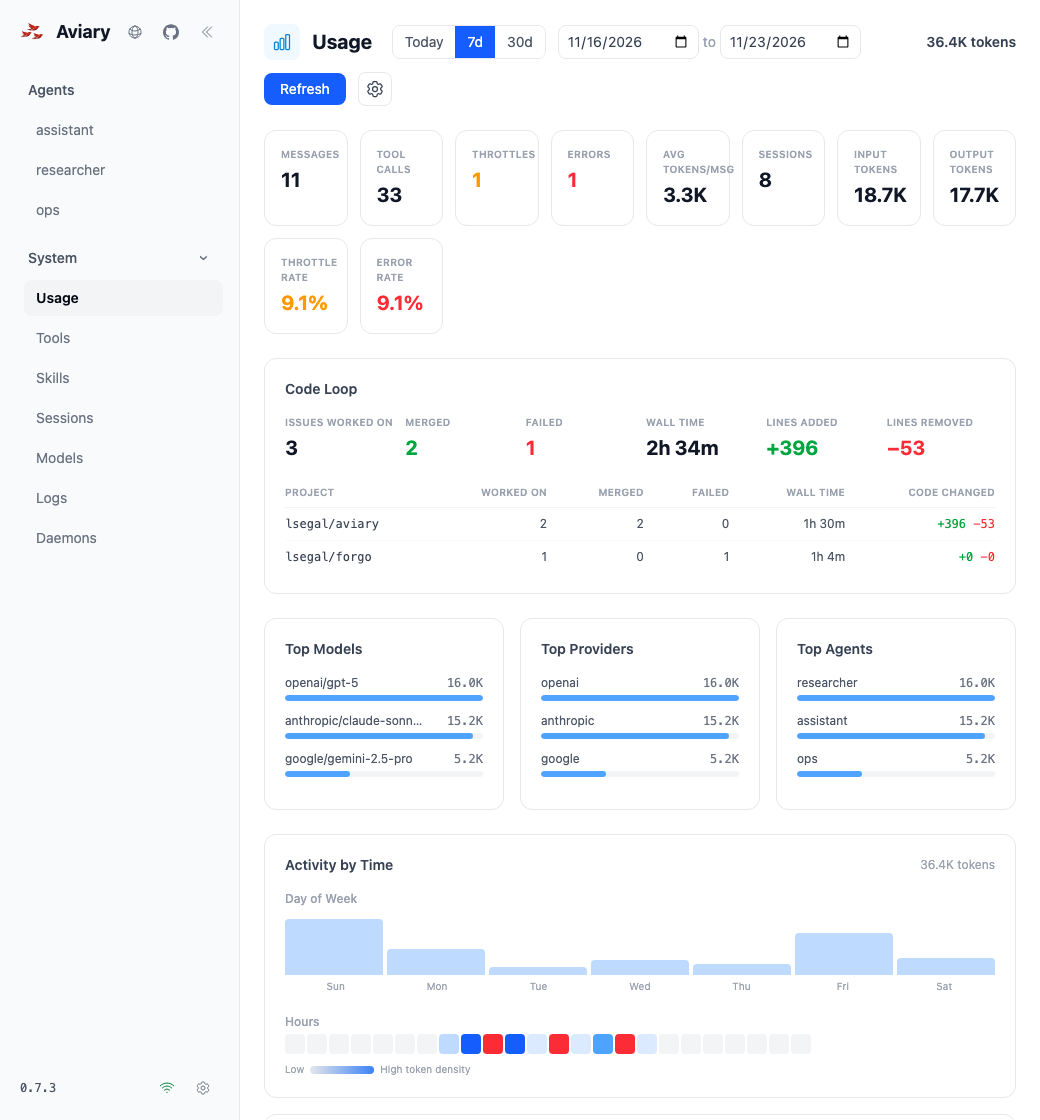 Aviary
Agents
assistant
researcher
ops
System
Usage
Tools
Skills
Sessions
Models
Logs
Daemons
0.7.3
Usage
Today 7d 30d 11/16/2026 to 11/23/2026 36.4K tokens
Refresh
MESSAGES
11
TOOL CALLS
33
THROTTLES
1
ERRORS
1
AVG TOKENS/MSG
3.3K
SESSIONS
8
INPUT TOKENS
18.7K
OUTPUT TOKENS
17.7K
THROTTLE RATE
9.1%
ERROR RATE
9.1%
Code Loop
ISSUES WORKED ON MERGED FAILED WALL TIME LINES ADDED LINES REMOVED
3 2 1 2h 34m +396 −53
PROJECT WORKED ON MERGED FAILED WALL TIME CODE CHANGED
lsegal/aviary 2 2 0 1h 30m +396 −53
lsegal/forgo 1 0 1 1h 4m +0 −0
Top Models
openai/gpt-5 16.0K
anthropic/claude-sonn... 15.2K
google/gemini-2.5-pro 5.2K
Top Providers
openai 16.0K
anthropic 15.2K
google 5.2K
Top Agents
researcher 16.0K
assistant 15.2K
ops 5.2K
Activity by Time 36.4K tokens
Day of Week
Sun Mon Tue Wed Thu Fri Sat
Hours
Low High token density